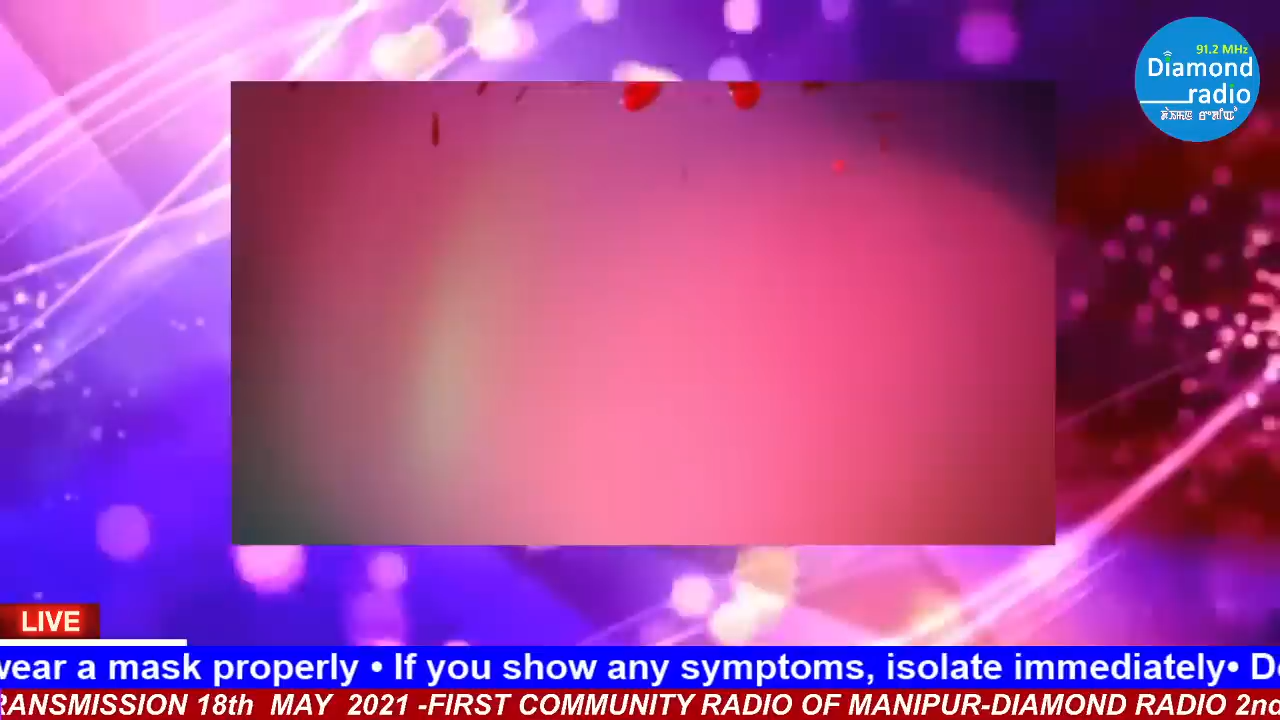 91.2 MHz
Diamond
radio
LIVE
wear a mask properly • If you show any symptoms, isolate immediately• D
RANSMISSION 18th MAY 2021 -FIRST COMMUNITY RADIO OF MANIPUR-DIAMOND RADIO 2nd